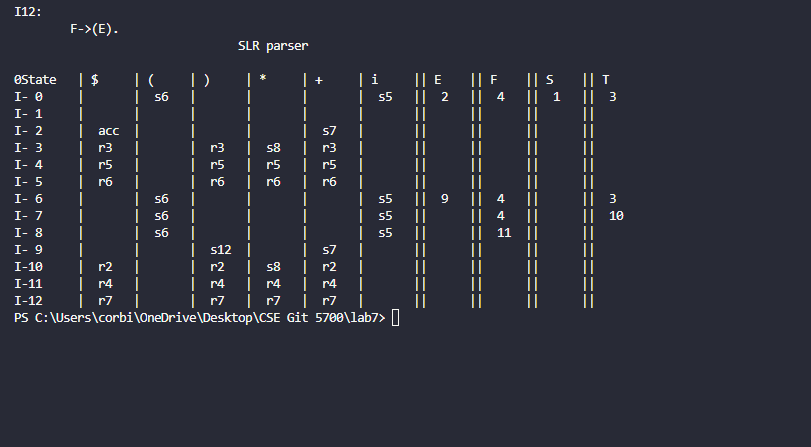 I12:
F->(E).
SLR parser
0State | $ | ( | ) | * | + | i || E || F || S || T
I- 0 | | s6 | | | | s5 || 2 || 4 || 1 || 3
I- 1 | | | | | | || || || ||
I- 2 | acc | | | | s7 | || || || ||
I- 3 | r3 | | r3 | s8 | r3 | || || || ||
I- 4 | r5 | | r5 | r5 | r5 | || || || ||
I- 5 | r6 | | r6 | r6 | r6 | || || || ||
I- 6 | | s6 | | | | s5 || 9 || 4 || || 3
I- 7 | | s6 | | | | s5 || || 4 || || 10
I- 8 | | s6 | | | | s5 || || 11 || ||
I- 9 | | | s12 | | s7 | || || || ||
I-10 | r2 | | r2 | s8 | r2 | || || || ||
I-11 | r4 | | r4 | r4 | r4 | || || || ||
I-12 | r7 | | r7 | r7 | r7 | || || || ||
PS C:\Users\corbi\OneDrive\Desktop\CSE Git 5700\lab7>